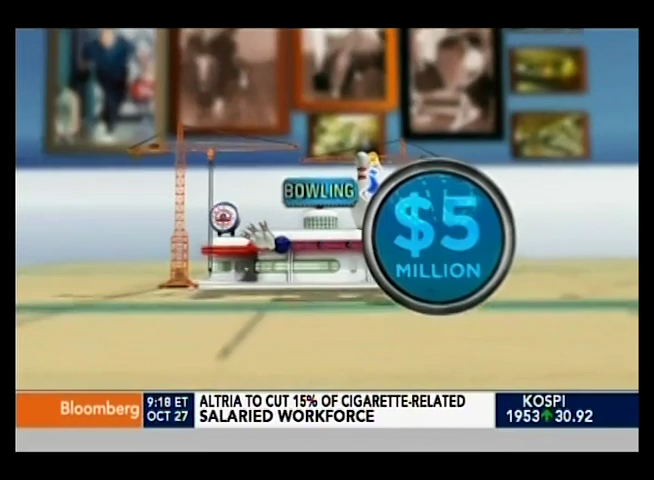 BOWLING
$5
MILLION
Bloomberg
9:18 ET
OCT 27
ALTRIA TO CUT 15% OF CIGARETTE-RELATED
SALARIED WORKFORCE
KOSPI
1953↑30.92